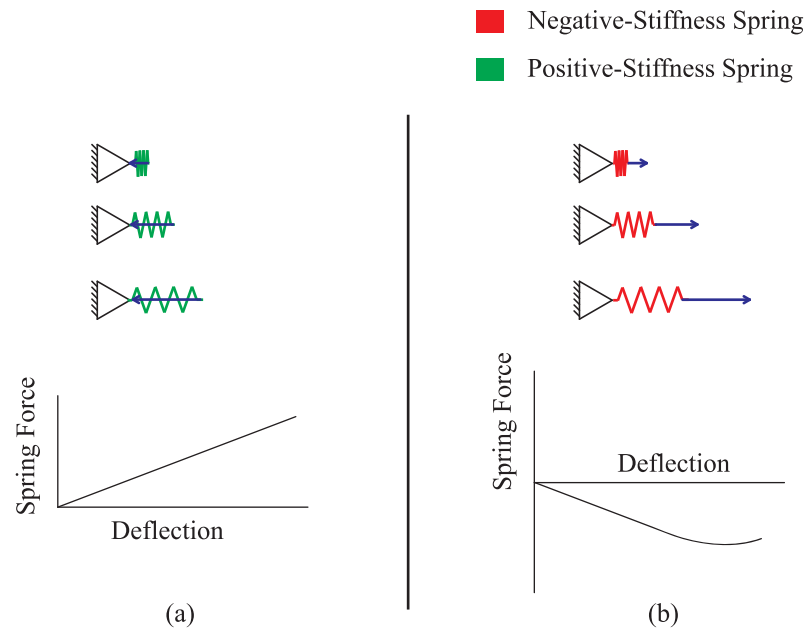 Negative-Stiffness Spring
Positive-Stiffness Spring
Spring Force
Deflection
(a)
Spring Force
Deflection
(b)